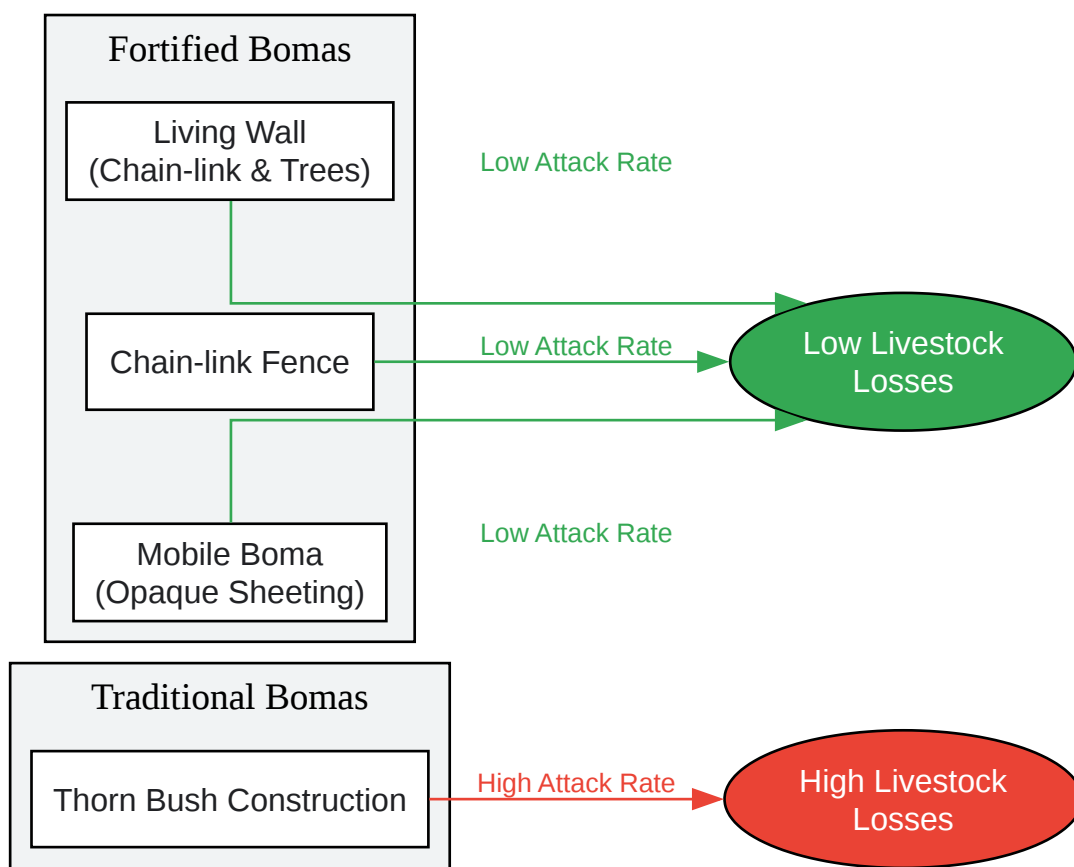 Fortified Bomas
Living Wall
(Chain-link & Trees)
Low Attack Rate
Chain-link Fence
Low Attack Rate
Low Livestock
Losses
Mobile Boma
(Opaque Sheeting)
Low Attack Rate
Traditional Bomas
Thorn Bush Construction
High Attack Rate
High Livestock
Losses